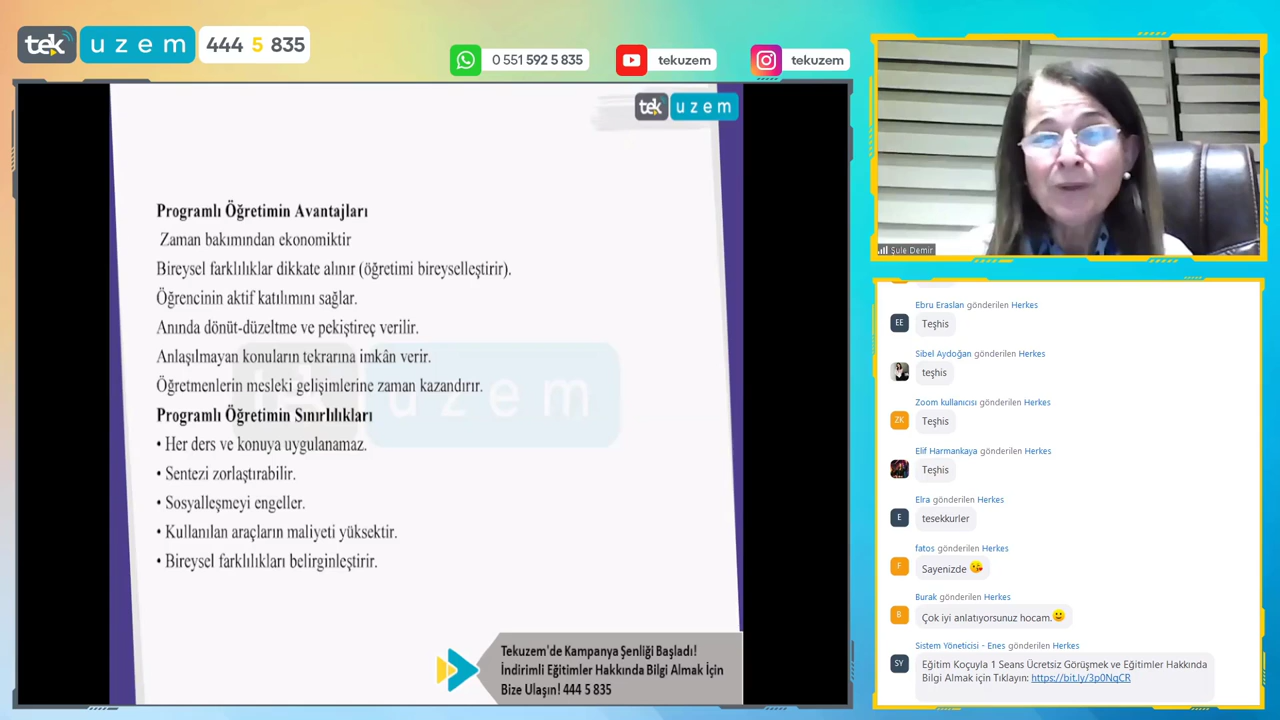 tek uzem 444 5 835
0 551 592 5 835
tekuzem
tekuzem
tek uzem
Programlı Öğretimin Avantajları
Zaman bakımından ekonomiktir
Bireysel farklılıklar dikkate alınır (öğretimi bireyselleştirir).
Öğrencinin aktif katılımını sağlar.
Anında dönüt-düzeltme ve pekiştireç verilir.
Anlaşılmayan konuların tekrarına imkân verir.
Öğretmenlerin mesleki gelişimlerine zaman kazandırır.
Programlı Öğretimin Sınırlılıkları
• Her ders ve konuya uygulanamaz.
• Sentezi zorlaştırabilir.
• Sosyalleşmeyi engeller.
• Kullanılan araçların maliyeti yüksektir.
• Bireysel farklılıkları belirginleştirir.
tek uzem
Tekuzem'de Kampanya Şenliği Başladı!
İndirimli Eğitimler Hakkında Bilgi Almak İçin
Bize Ulaşın! 444 5 835
Şule Demir
Ebru Eraslan gönderilen Herkes
EE
Teşhis
Sibel Aydoğan gönderilen Herkes
teşhis
Zoom kullanıcısı gönderilen Herkes
ZK
Teşhis
Elif Harmankaya gönderilen Herkes
Teşhis
Elra gönderilen Herkes
E
tesekkurler
fatos gönderilen Herkes
F
Sayenizde 😘
Burak gönderilen Herkes
B
Çok iyi anlatıyorsunuz hocam.🙂
Sistem Yöneticisi - Enes gönderilen Herkes
SY
Eğitim Koçuyla 1 Seans Ücretsiz Görüşmek ve Eğitimler Hakkında
Bilgi Almak için Tıklayın: https://bit.ly/3p0NqCR